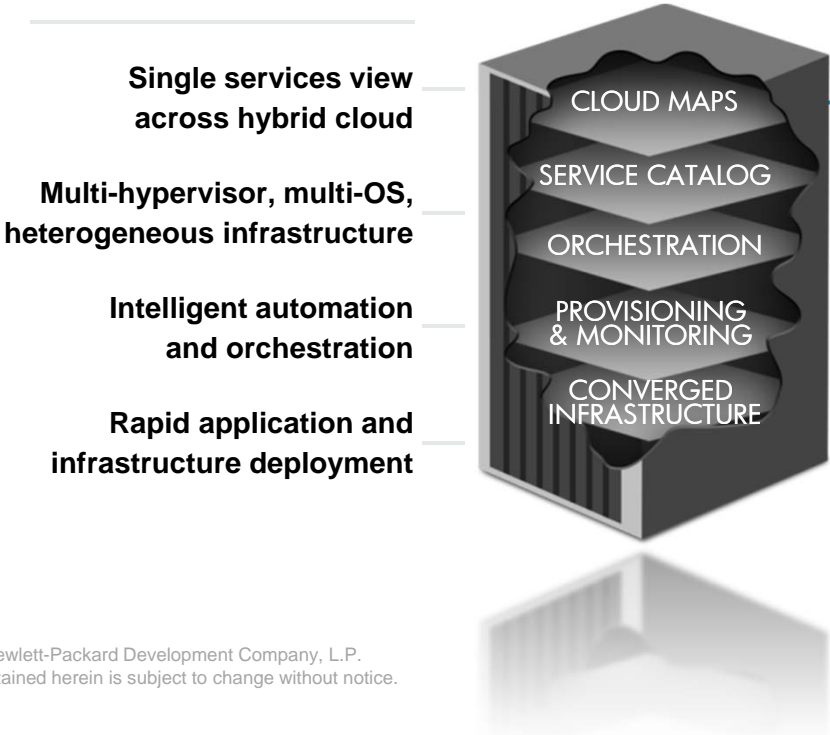 Single services view
across hybrid cloud
Multi-hypervisor, multi-OS,
heterogeneous infrastructure
Intelligent automation
and orchestration
Rapid application and
infrastructure deployment
CLOUD MAPS
SERVICE CATALOG
ORCHESTRATION
PROVISIONING
& MONITORING
CONVERGED
INFRASTRUCTURE
ewlett-Packard Development Company, L.P.
tained herein is subject to change without notice.